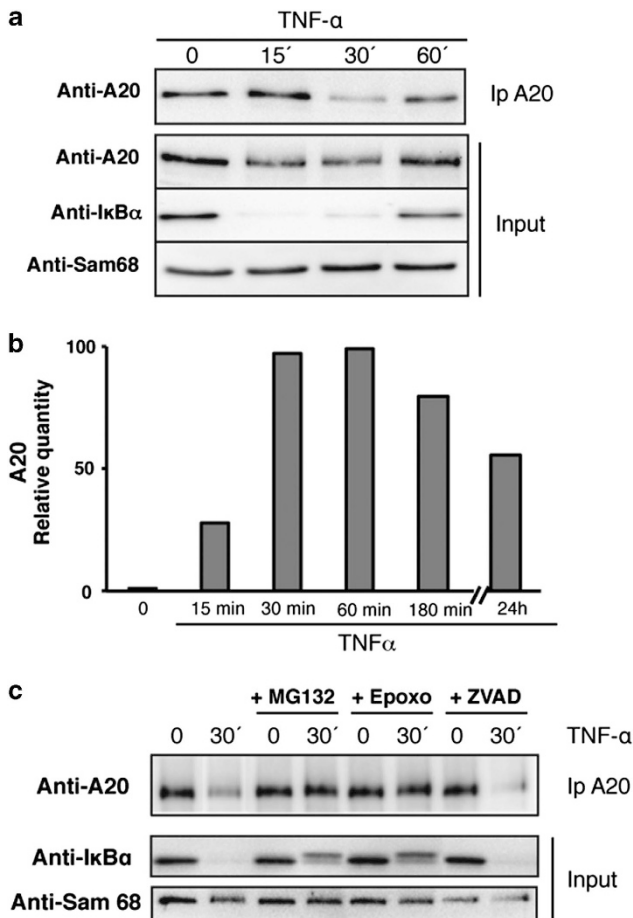 a
TNF-α
0 15´ 30´ 60´
Anti-A20 Ip A20
Anti-A20
Anti-IκBα Input
Anti-Sam68
b
A20
Relative quantity
100
50
0
0 15 min 30 min 60 min 180 min 24h
TNFα
c
+ MG132 + Epoxo + ZVAD
0 30´ 0 30´ 0 30´ 0 30´ TNF-α
Anti-A20 Ip A20
Anti-IκBα Input
Anti-Sam 68